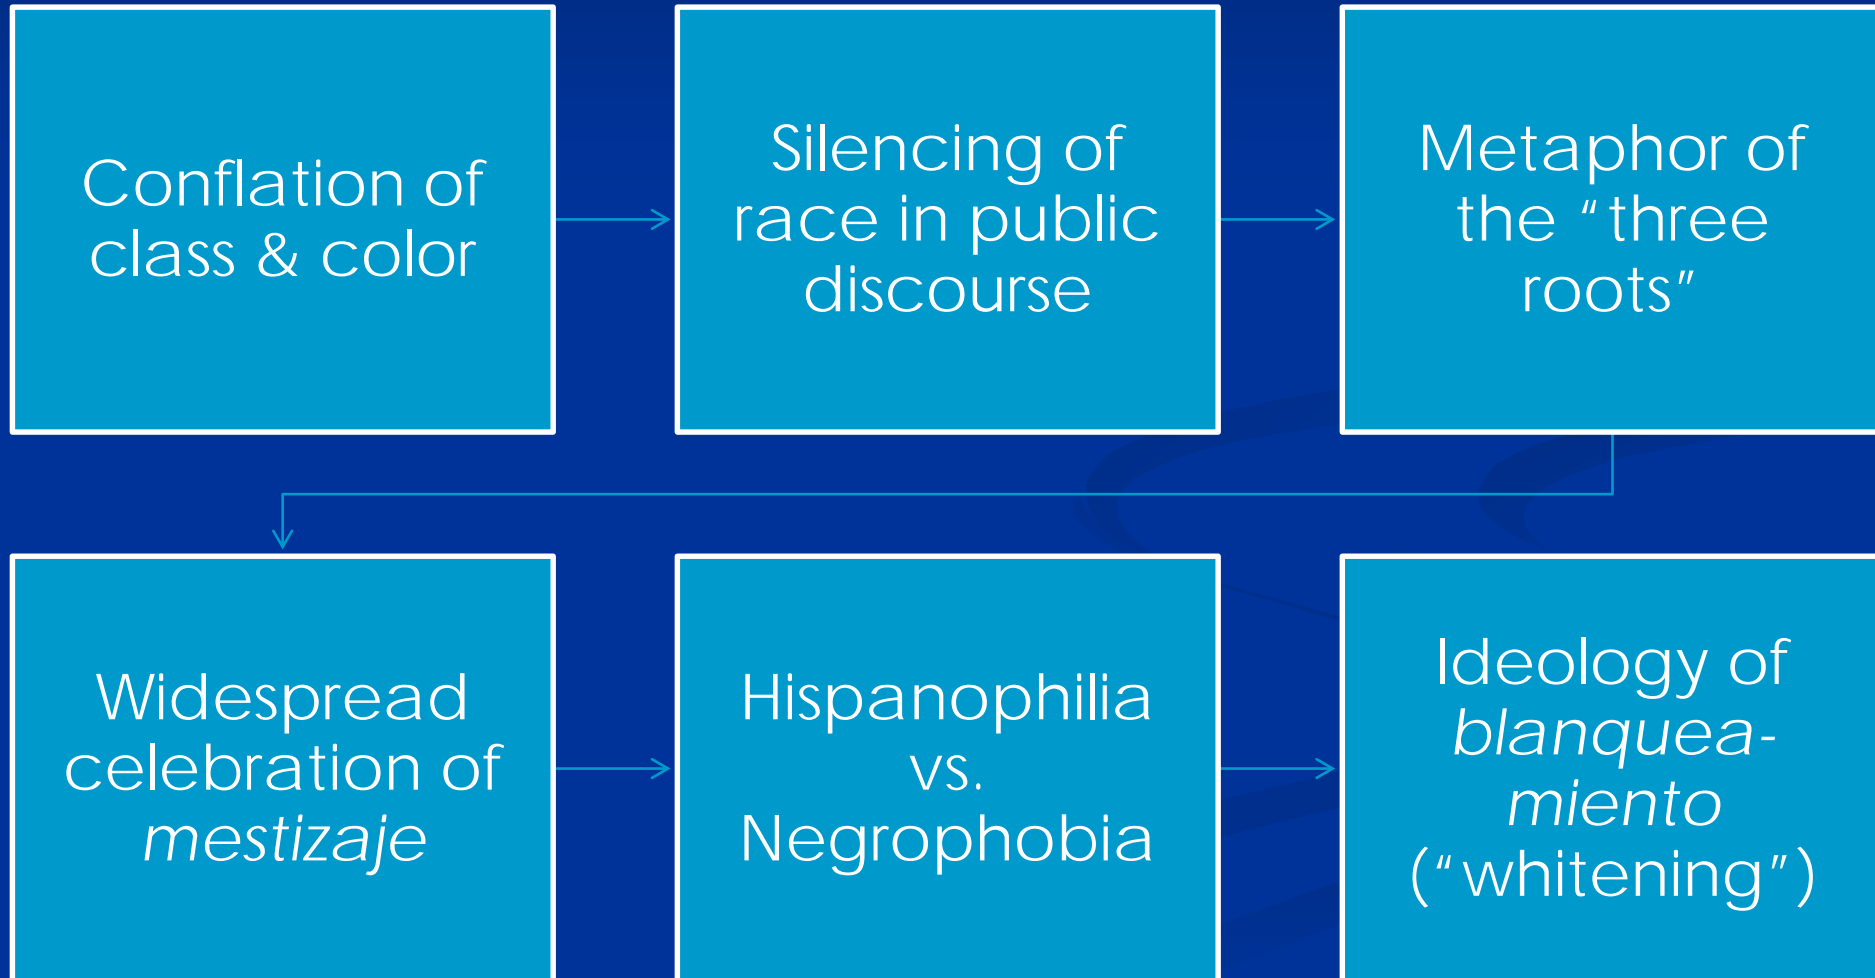 Conflation of
class & color
Silencing of
race in public
discourse
Metaphor of
the “three
roots”
Widespread
celebration of
mestizaje
Hispanophilia
vs.
Negrophobia
Ideology of
blanquea-
miento
(“whitening”)